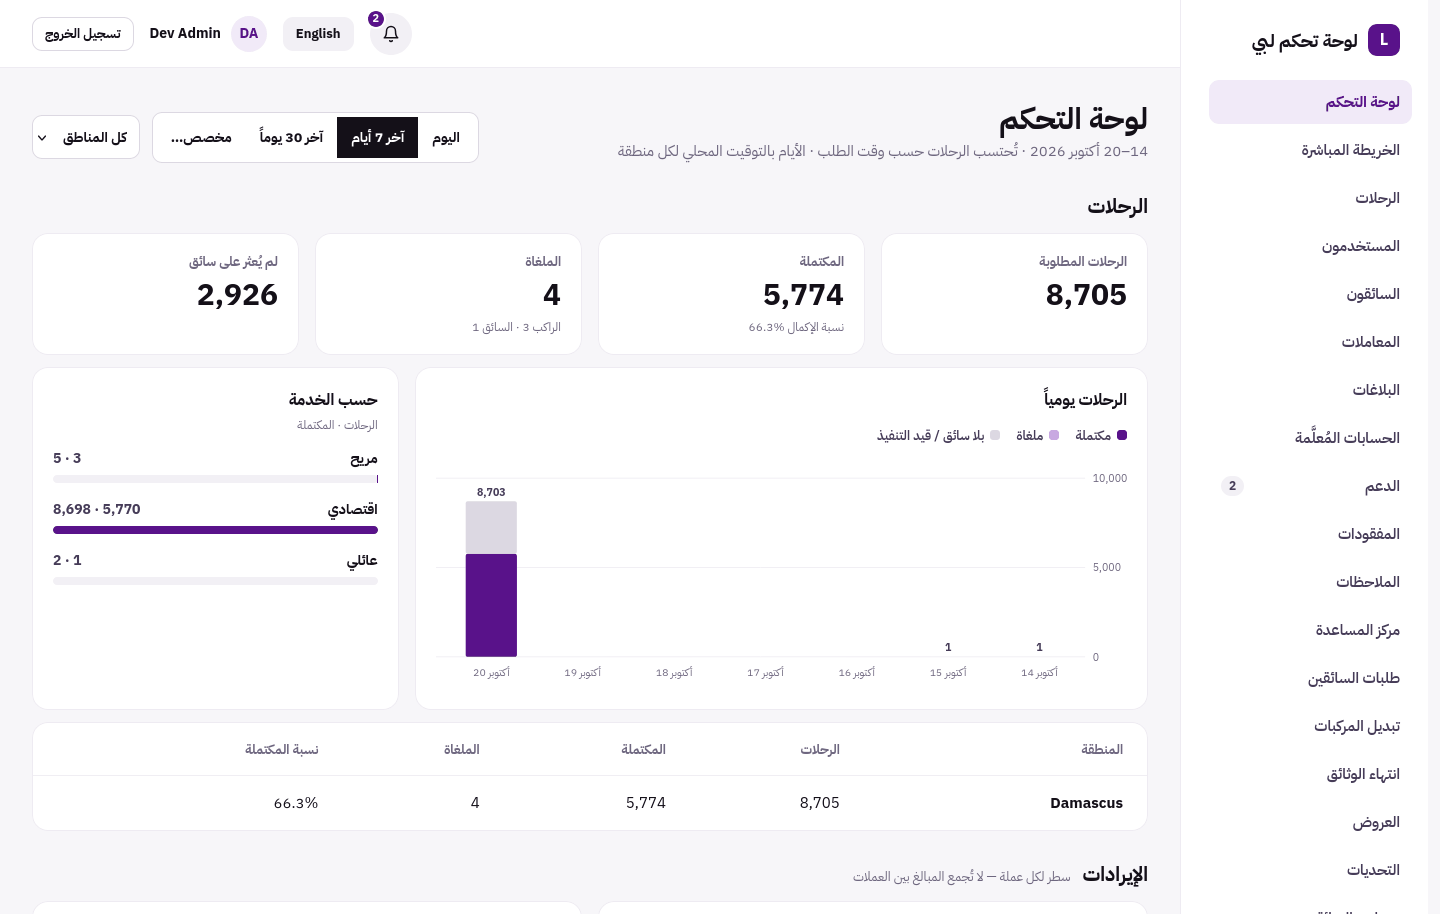 L
لوحة تحكم لبي
لوحة التحكم
الخريطة المباشرة
الرحلات
المستخدمون
السائقون
المعاملات
البلاغات
الحسابات المُعلَّمة
الدعم
2
المفقودات
الملاحظات
مركز المساعدة
طلبات السائقين
تبديل المركبات
انتهاء الوثائق
العروض
التحديات
2
English
DA
Dev Admin
تسجيل الخروج
لوحة التحكم
14–20 أكتوبر 2026 · تُحتسب الرحلات حسب وقت الطلب · الأيام بالتوقيت المحلي لكل منطقة
اليوم
آخر 7 أيام
آخر 30 يوماً
مخصص...
كل المناطق
الرحلات
الرحلات المطلوبة
8,705
المكتملة
5,774
نسبة الإكمال 66.3%
الملغاة
4
الراكب 3 · السائق 1
لم يُعثر على سائق
2,926
الرحلات يومياً
مكتملة
ملغاة
بلا سائق / قيد التنفيذ
10,000
5,000
0
1
1
8,703
14 أكتوبر
15 أكتوبر
16 أكتوبر
17 أكتوبر
18 أكتوبر
19 أكتوبر
20 أكتوبر
حسب الخدمة
الرحلات · المكتملة
مريح
5 · 3
اقتصادي
8,698 · 5,770
عائلي
2 · 1
المنطقة
الرحلات
المكتملة
الملغاة
نسبة المكتملة
Damascus
8,705
5,774
4
66.3%
الإيرادات
سطر لكل عملة — لا تُجمع المبالغ بين العملات